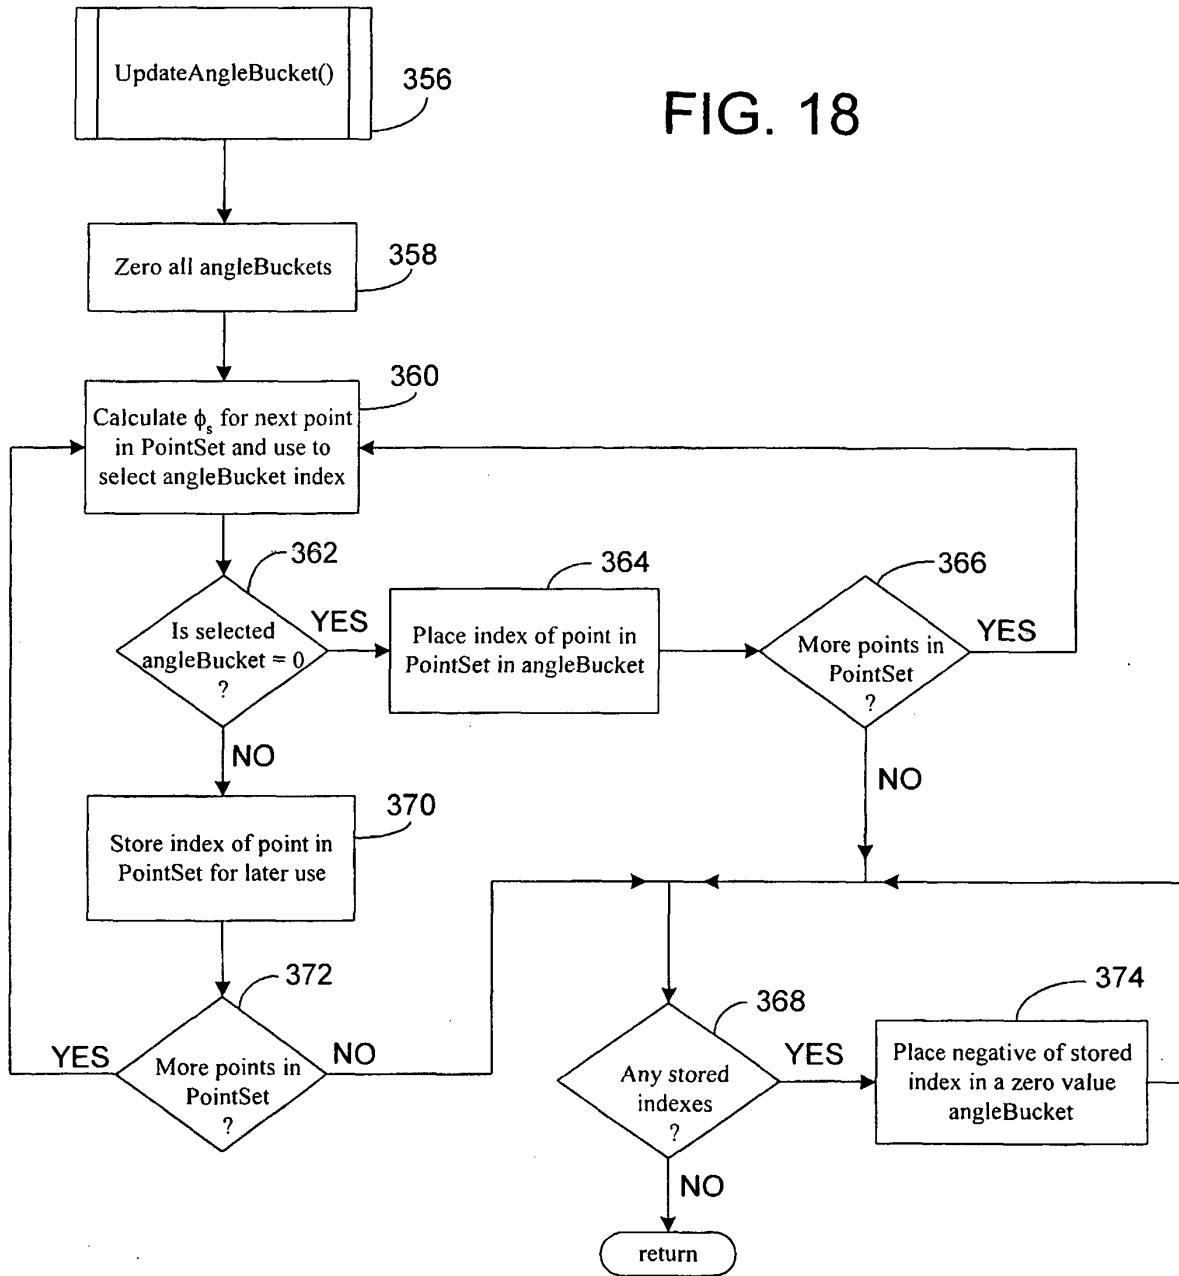 UpdateAngleBucket()
356
FIG. 18
Zero all angleBuckets
358
360
Calculate ϕs for next point
in PointSet and use to
select angleBucket index
362
Is selected
angleBucket = 0
?
YES
364
Place index of point in
PointSet in angleBucket
366
More points in
PointSet
?
YES
NO
NO
370
Store index of point in
PointSet for later use
372
More points in
PointSet
?
YES
NO
368
Any stored
indexes
?
YES
374
Place negative of stored
index in a zero value
angleBucket
NO
return